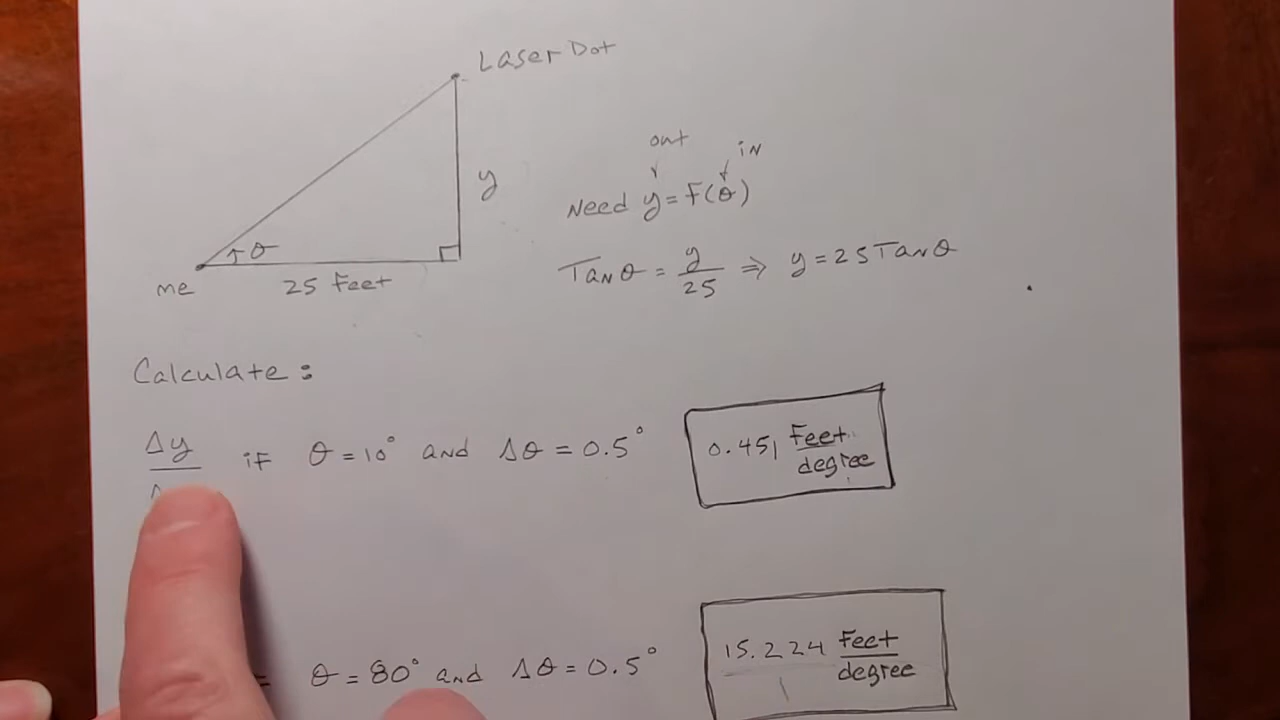 Laser Dot
out
in
y
Need y = F(θ)
θ
Tan θ = y/25 ⇒ y = 25 Tan θ
me
25 Feet
Calculate:
Δy if θ = 10° and Δθ = 0.5° 0.451 Feet/degree
θ = 80° and Δθ = 0.5° 15.224 Feet/degree